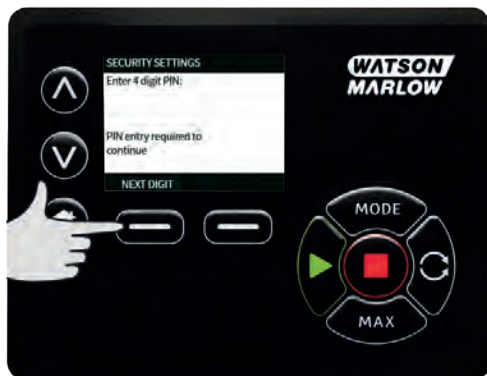 SECURITY SETTINGS
Enter 4 digit PIN:
PIN entry required to
continue
NEXT DIGIT
WATSON
MARLOW
MODE
MAX